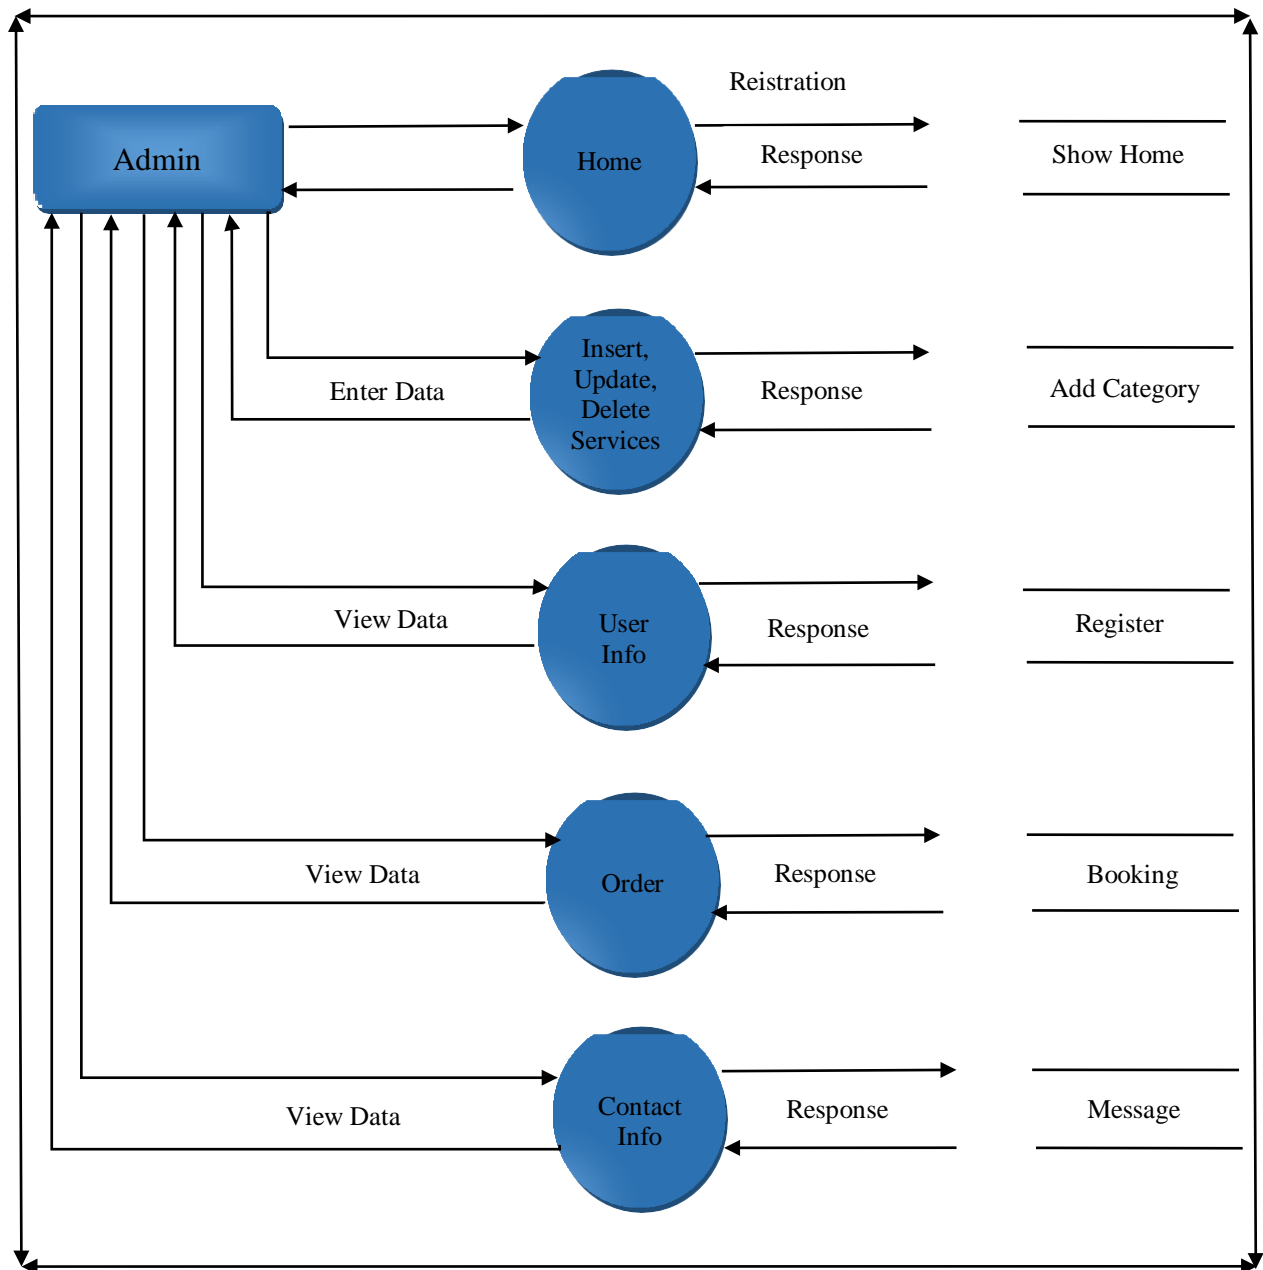 Reistration
Admin
Home
Response
Show Home
Insert,
Update,
Delete
Services
Enter Data
Response
Add Category
View Data
User
Info
Response
Register
View Data
Order
Response
Booking
View Data
Contact
Info
Response
Message